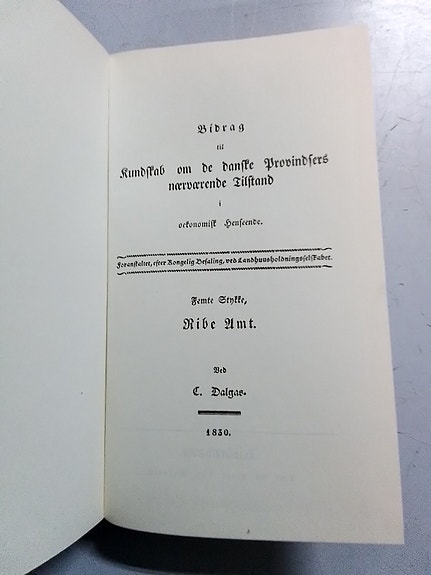 Bidrag
til
Kundskab om de danske Provindsers
nærværende Tilstand
i
oekonomisk Henseende.
Foranstaltet, efter Kongelig Befaling, ved Landhuusholdningsselskabet.
Femte Stykke,
Ribe Amt.
Ved
C. Dalgas.
1830.